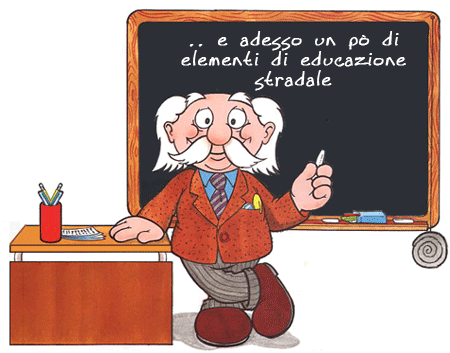 .. e adesso un pò di
elementi di educazione
stradale